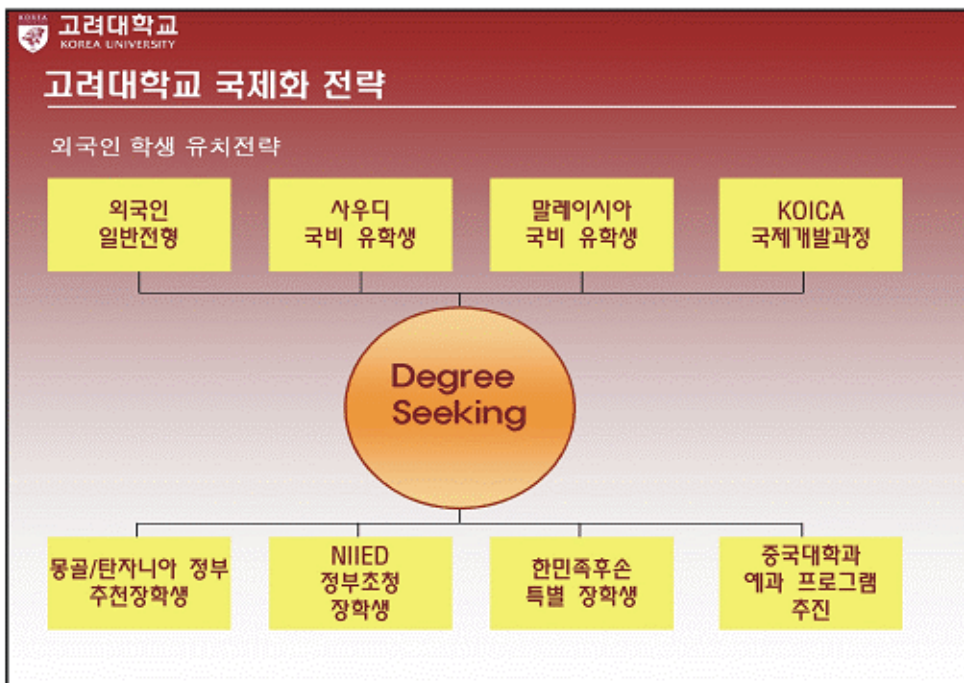 KOREA
고려대학교
KOREA UNIVERSITY
고려대학교 국제화 전략
외국인 학생 유치전략
외국인
일반전형
사우디
국비 유학생
말레이시아
국비 유학생
KOICA
국제개발과정
Degree
Seeking
몽골/탄자니아 정부
추천장학생
NIIED
정부초청
장학생
한민족후손
특별 장학생
중국대학과
예과 프로그램
추진